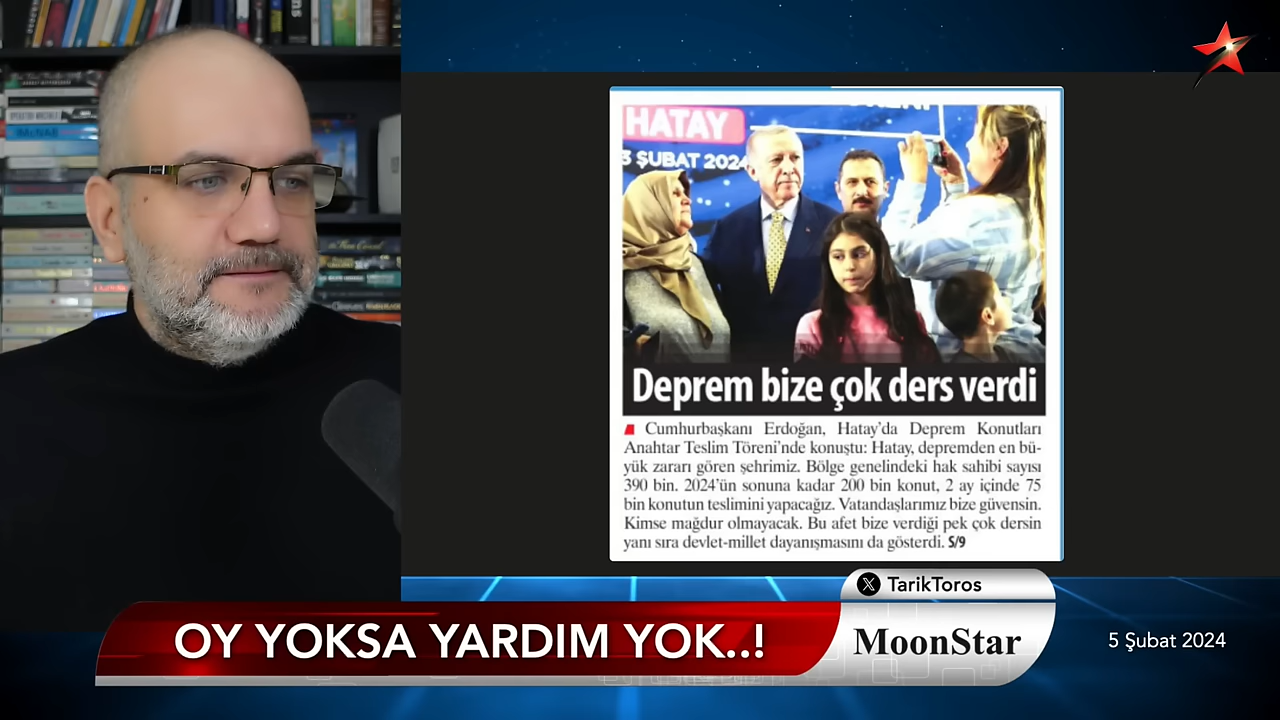 HATAY
3 ŞUBAT 2024
Deprem bize çok ders verdi
Cumhurbaşkanı Erdoğan, Hatay'da Deprem Konutları
Anahtar Teslim Töreni'nde konuştu: Hatay, depremden en bü-
yük zararı gören şehrimiz. Bölge genelindeki hak sahibi sayısı
390 bin. 2024'ün sonuna kadar 200 bin konut, 2 ay içinde 75
bin konutun teslimini yapacağız. Vatandaşlarımız bize güvensin.
Kimse mağdur olmayacak. Bu afet bize verdiği pek çok dersin
yanı sıra devlet-millet dayanışmasını da gösterdi. S/9
TarikToros
OY YOKSA YARDIM YOK..!
MoonStar
5 Şubat 2024